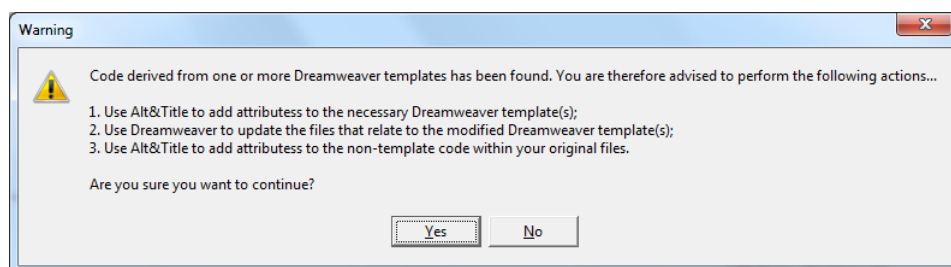 Warning
Code derived from one or more Dreamweaver templates has been found. You are therefore advised to perform the following actions...
1. Use Alt&Title to add attributess to the necessary Dreamweaver template(s);
2. Use Dreamweaver to update the files that relate to the modified Dreamweaver template(s);
3. Use Alt&Title to add attributess to the non-template code within your original files.
Are you sure you want to continue?
Yes No